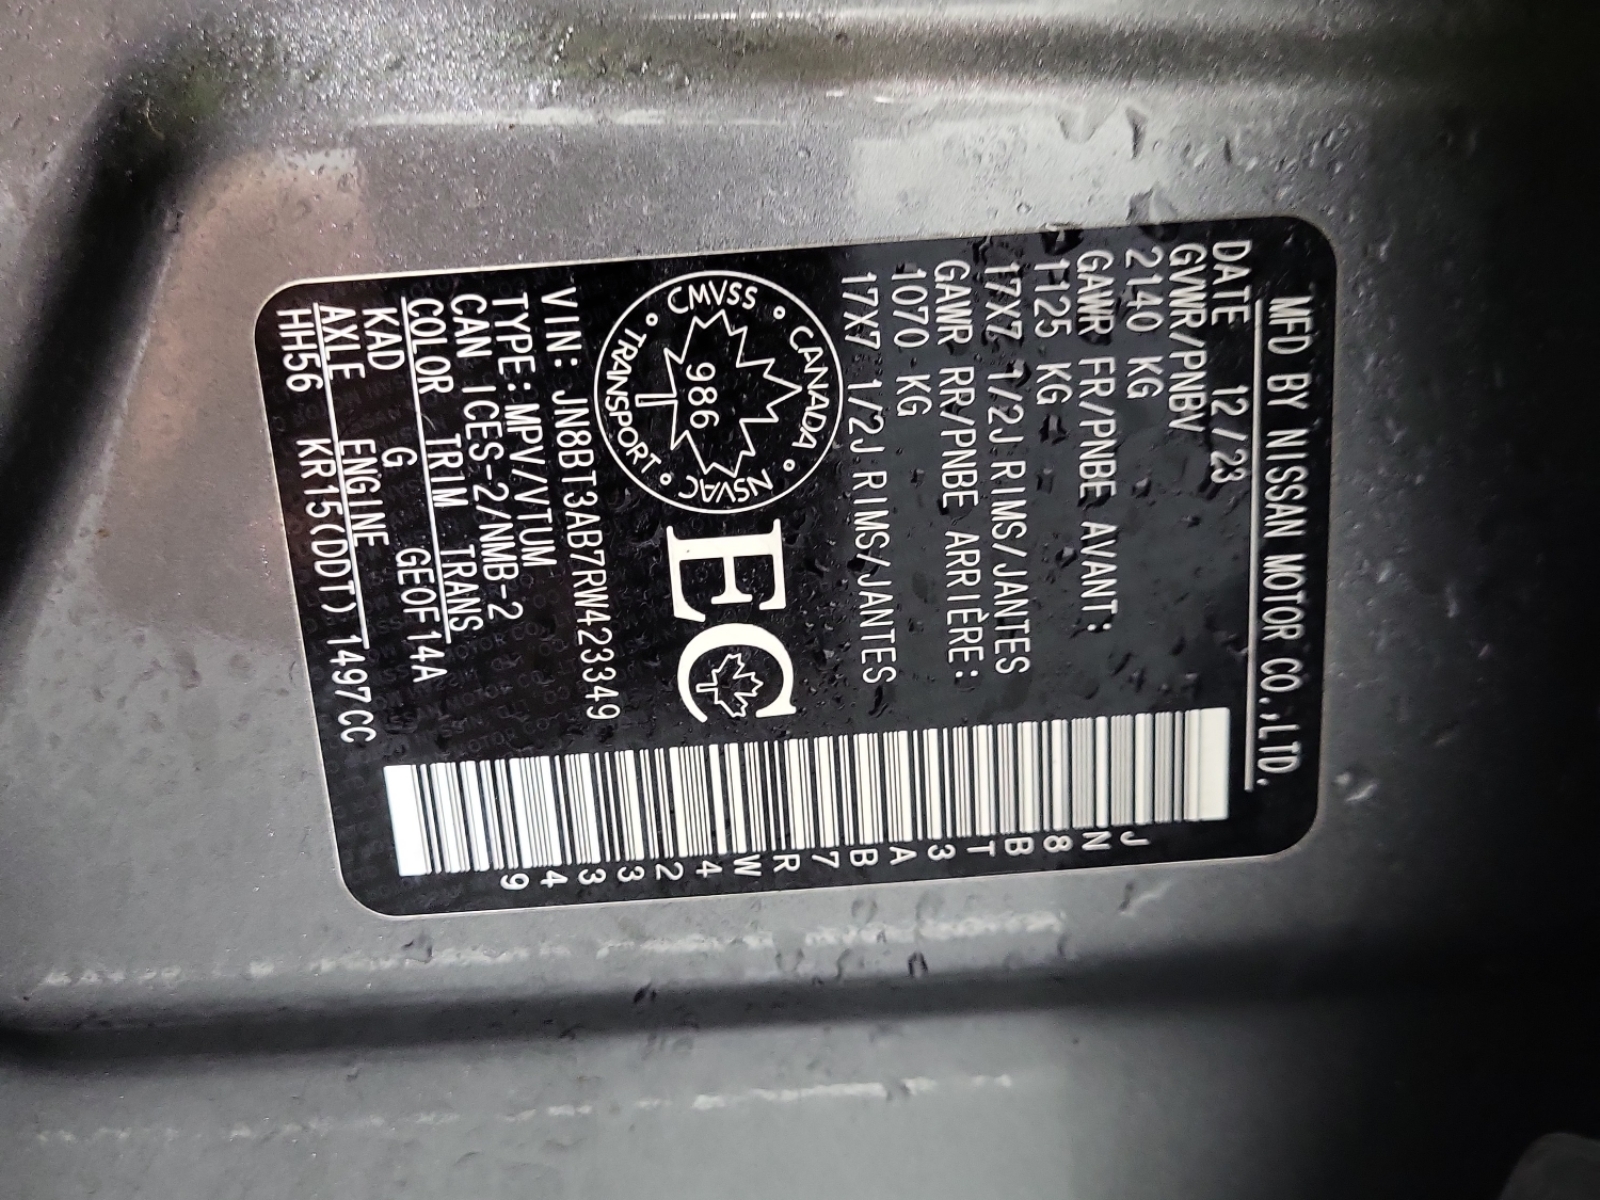 MFD BY NISSAN MOTOR CO.,LTD.
DATE 12/23
GVWR/PNBV
2140 KG
GAWR FR/PNBE AVANT:
1125 KG
17X7 1/2J RIMS/JANTES
GAWR RR/PNBE ARRIÈRE:
1070 KG
17X7 1/2J RIMS/JANTES
CMVSS • CANADA • NSVAC • TRANSPORT •
986
EC
VIN: JN8BT3AB7RW423349
TYPE:MPV/VTUM
CAN ICES-2/NMB-2
COLOR TRIM TRANS
KAD G GE0F14A
AXLE ENGINE
HH56 KR15(DDT) 1497CC
JN8BT3AB7RW423349